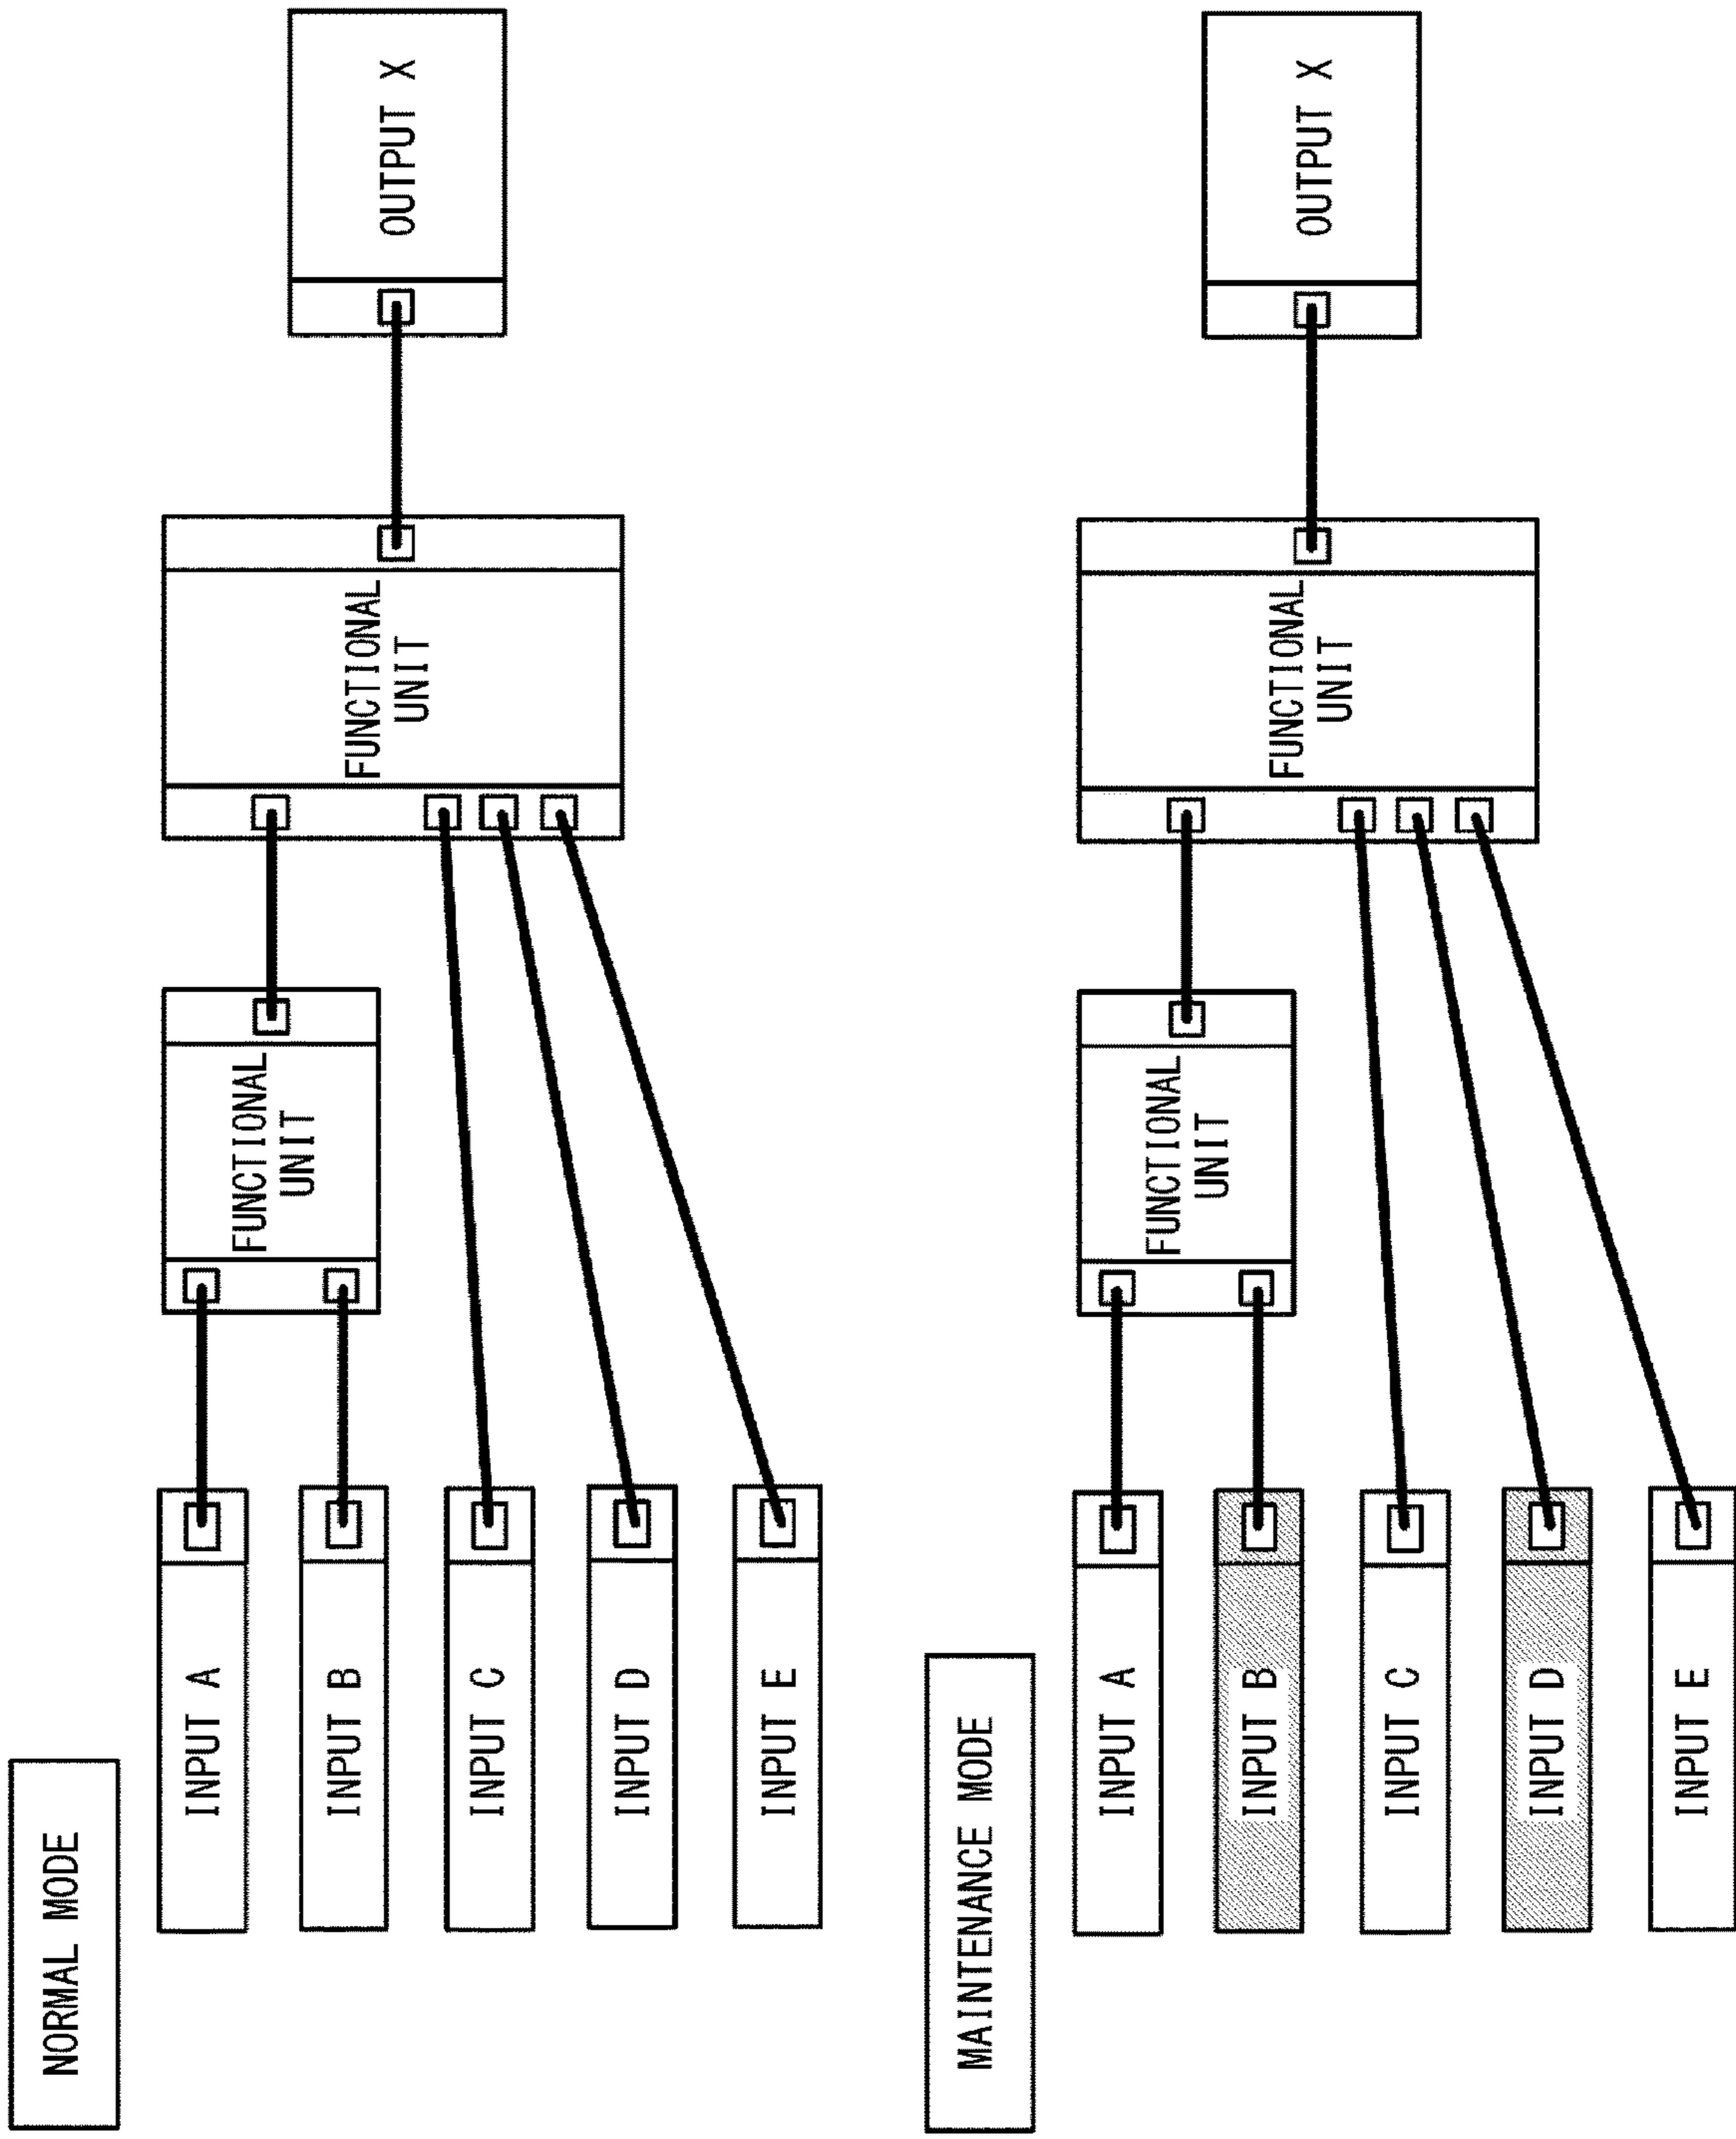 NORMAL MODE
INPUT A
INPUT B
INPUT C
INPUT D
INPUT E
FUNCTIONAL
UNIT
FUNCTIONAL
UNIT
OUTPUT X
MAINTENANCE MODE
INPUT A
INPUT B
INPUT C
INPUT D
INPUT E
FUNCTIONAL
UNIT
FUNCTIONAL
UNIT
OUTPUT X